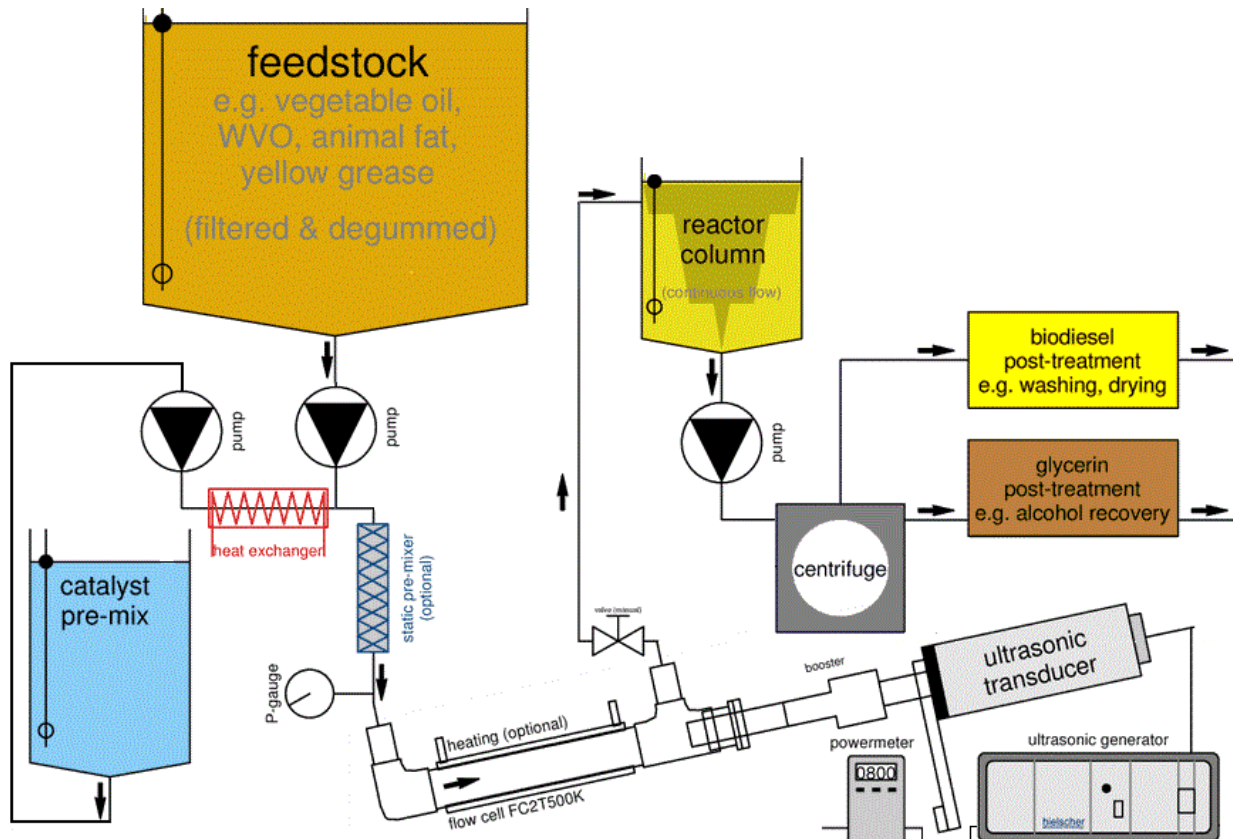 feedstock
e.g. vegetable oil,
WVO, animal fat,
yellow grease
(filtered & degummed)
reactor
column
(continuous flow)
biodiesel
post-treatment
e.g. washing, drying
pump
pump
pump
glycerin
post-treatment
e.g. alcohol recovery
heat exchanger
catalyst
pre-mix
static pre-mixer
(optional)
centrifuge
valve (manual)
P-gauge
booster
ultrasonic
transducer
heating (optional)
flow cell FC2T500K
powermeter
0800
ultrasonic generator
hielscher